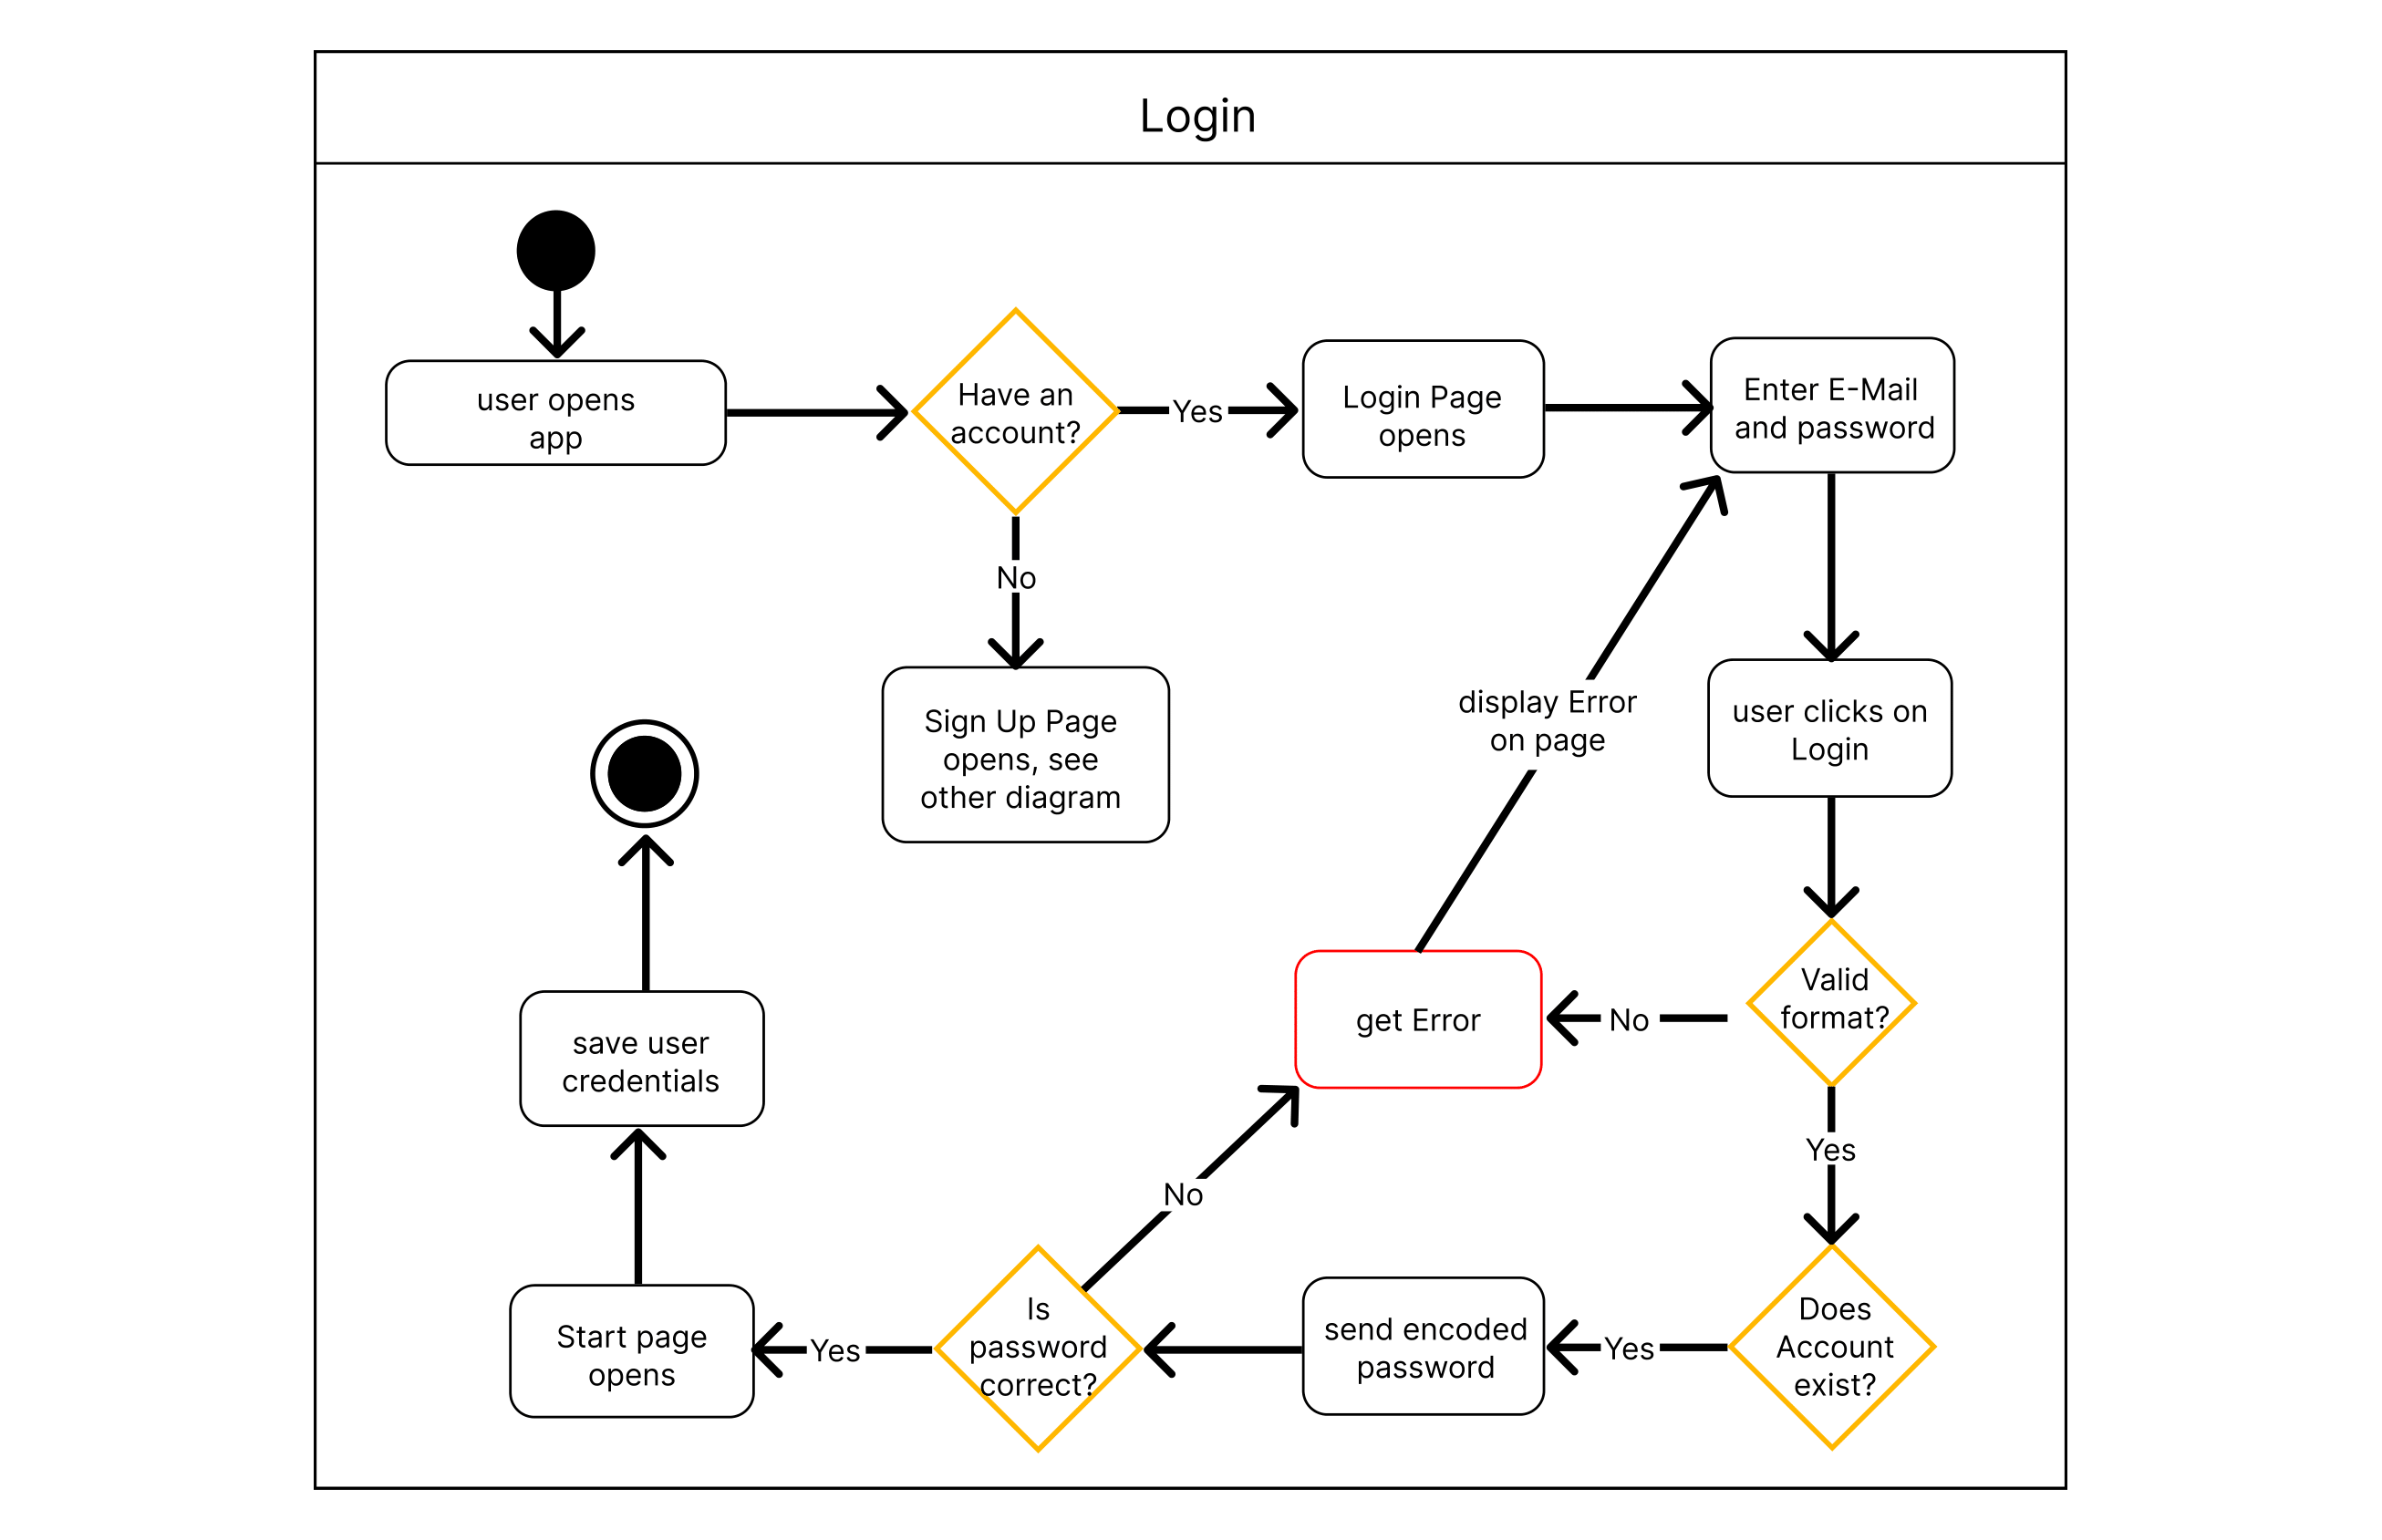 Login
user opens
app
Have an
account?
Yes
Login Page
opens
Enter E-Mail
and password
No
Sign Up Page
opens, see
other diagram
display Error
on page
user clicks on
Login
Valid
format?
No
get Error
Yes
Does
Account
exist?
Yes
send encoded
password
Is
password
correct?
No
Yes
Start page
opens
save user
credentials